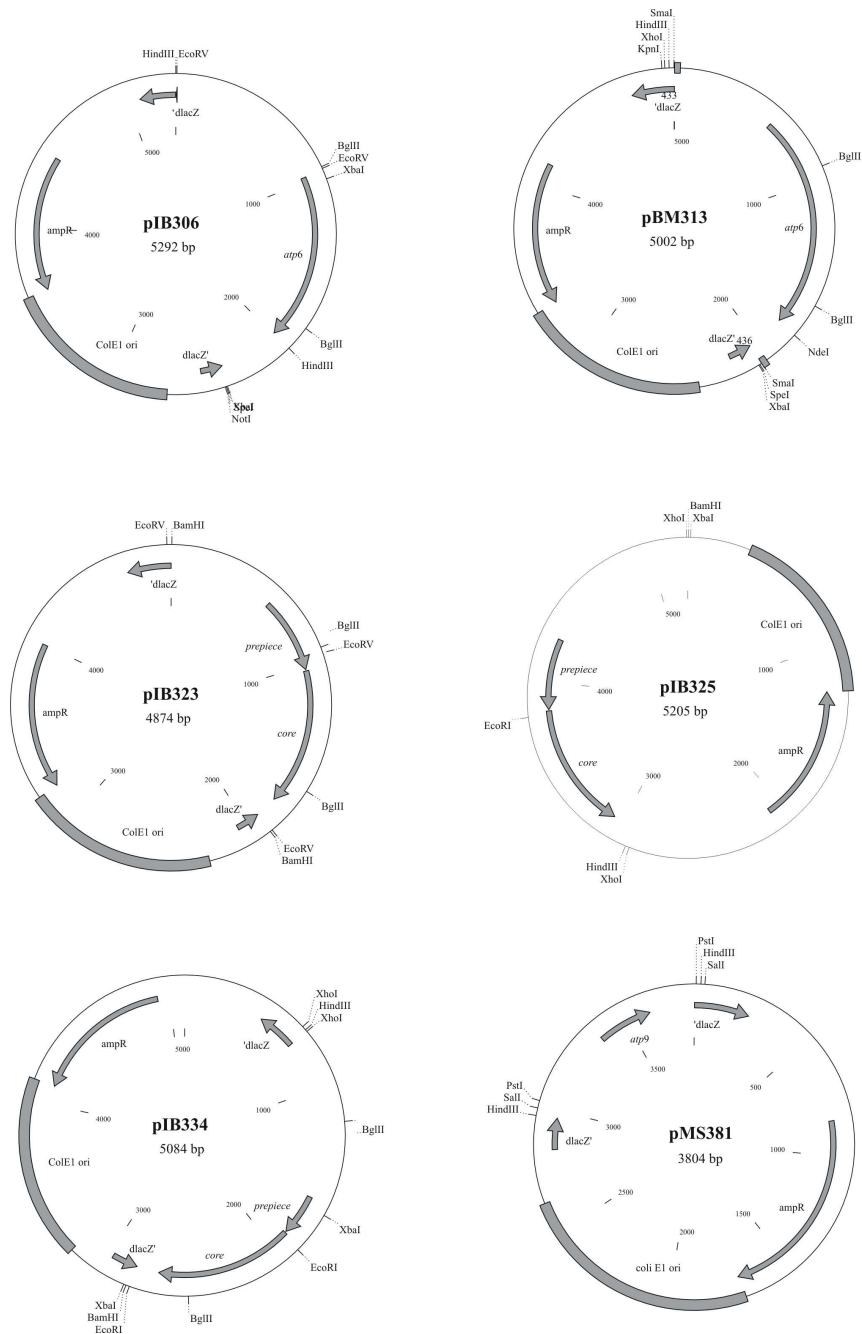 HindIII EcoRV
'dlacZ
5000
BglII
EcoRV
XbaI
1000
pIB306
5292 bp
ampR
4000
atp6
2000
3000
ColE1 ori
BglII
HindIII
dlacZ'
SpeI
NotI
SmaI
HindIII
XhoI
KpnI
433
'dlacZ
5000
BglII
1000
4000
pBM313
5002 bp
ampR
atp6
3000
2000
BglII
ColE1 ori
dlacZ' 436
NdeI
SmaI
SpeI
XbaI
EcoRV BamHI
'dlacZ
BglII
EcoRV
prepiece
4000
1000
pIB323
4874 bp
ampR
core
3000
2000
BglII
dlacZ'
ColE1 ori
EcoRV
BamHI
BamHI
XhoI XbaI
5000
ColE1 ori
1000
prepiece
4000
pIB325
5205 bp
EcoRI
ampR
core
2000
3000
HindIII
XhoI
XhoI
HindIII
XhoI
ampR
'dlacZ
5000
1000
4000
pIB334
5084 bp
BglII
ColE1 ori
2000
prepiece
3000
XbaI
dlacZ'
core
EcoRI
XbaI
BamHI
EcoRI
BglII
PstI
HindIII
SalI
'dlacZ
atp9
3500
500
PstI
SalI
HindIII
3000
dlacZ'
pMS381
3804 bp
1000
2500
ampR
1500
2000
coli E1 ori